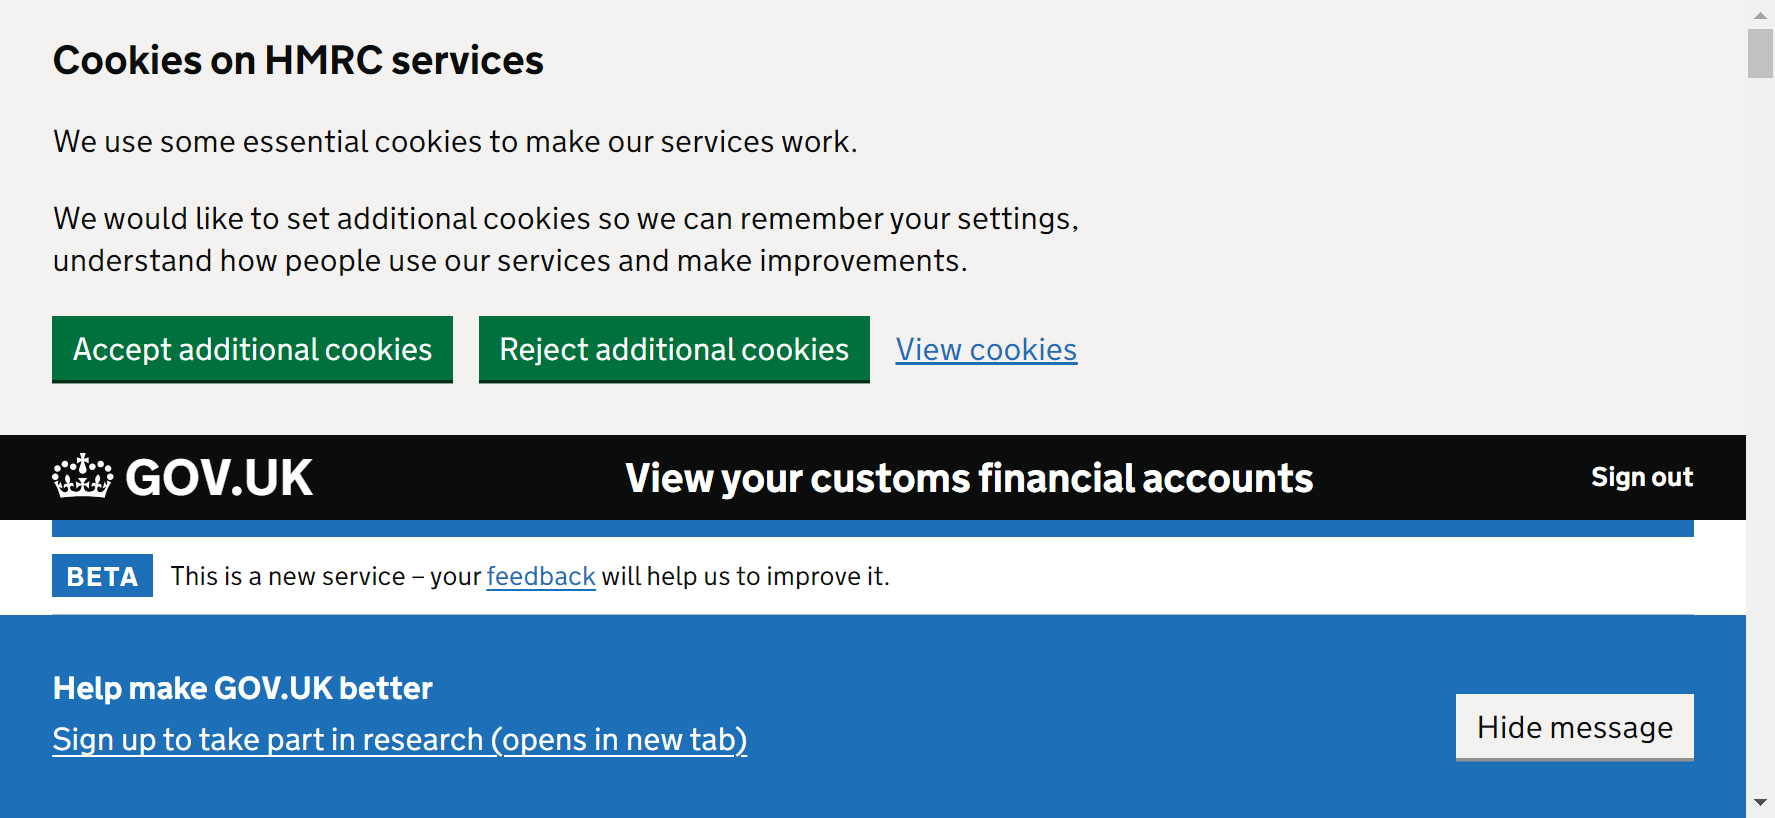 Cookies on HMRC services
We use some essential cookies to make our services work.
We would like to set additional cookies so we can remember your settings,
understand how people use our services and make improvements.
Accept additional cookies Reject additional cookies View cookies
GOV.UK View your customs financial accounts Sign out
BETA This is a new service – your feedback will help us to improve it.
Help make GOV.UK better
Sign up to take part in research (opens in new tab)
Hide message